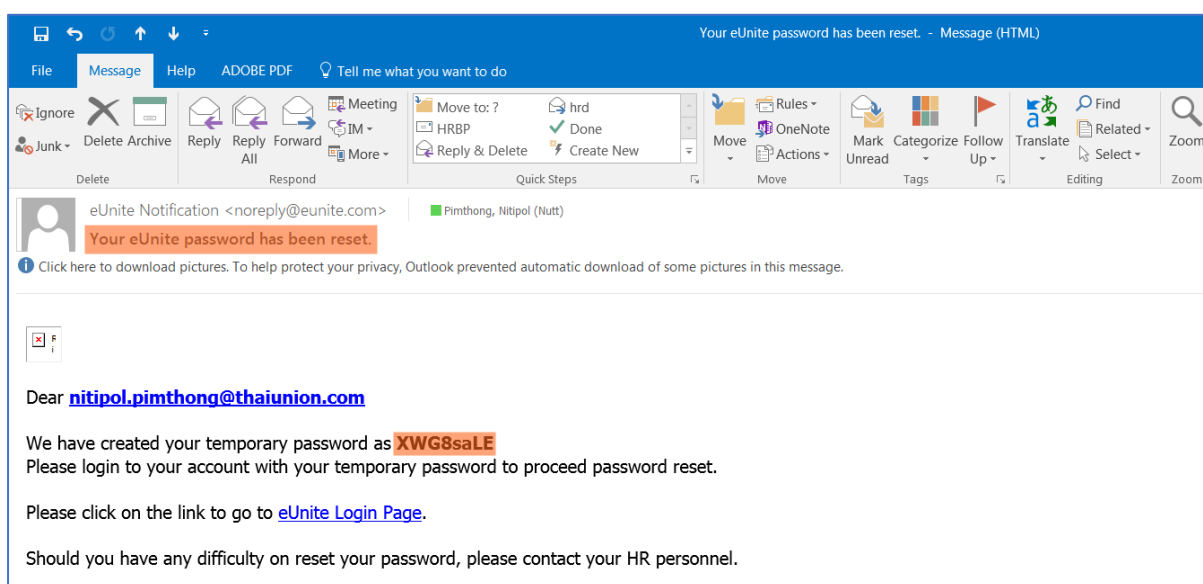 Your eUnite password has been reset. - Message (HTML)
File Message Help ADOBE PDF Tell me what you want to do
Ignore
Junk
Delete Archive
Delete
Reply Reply All Forward
Meeting
IM
More
Respond
Move to: ? hrd
HRBP Done
Reply & Delete Create New
Quick Steps
Move
Rules
OneNote
Actions
Move
Mark Unread Categorize Follow Up
Tags
Translate
Find
Related
Select
Editing
Zoom
Zoom
eUnite Notification <noreply@eunite.com> Pimthong, Nitipol (Nutt)
Your eUnite password has been reset.
Click here to download pictures. To help protect your privacy, Outlook prevented automatic download of some pictures in this message.
R
i
Dear nitipol.pimthong@thaiunion.com
We have created your temporary password as XWG8saLE
Please login to your account with your temporary password to proceed password reset.
Please click on the link to go to eUnite Login Page.
Should you have any difficulty on reset your password, please contact your HR personnel.